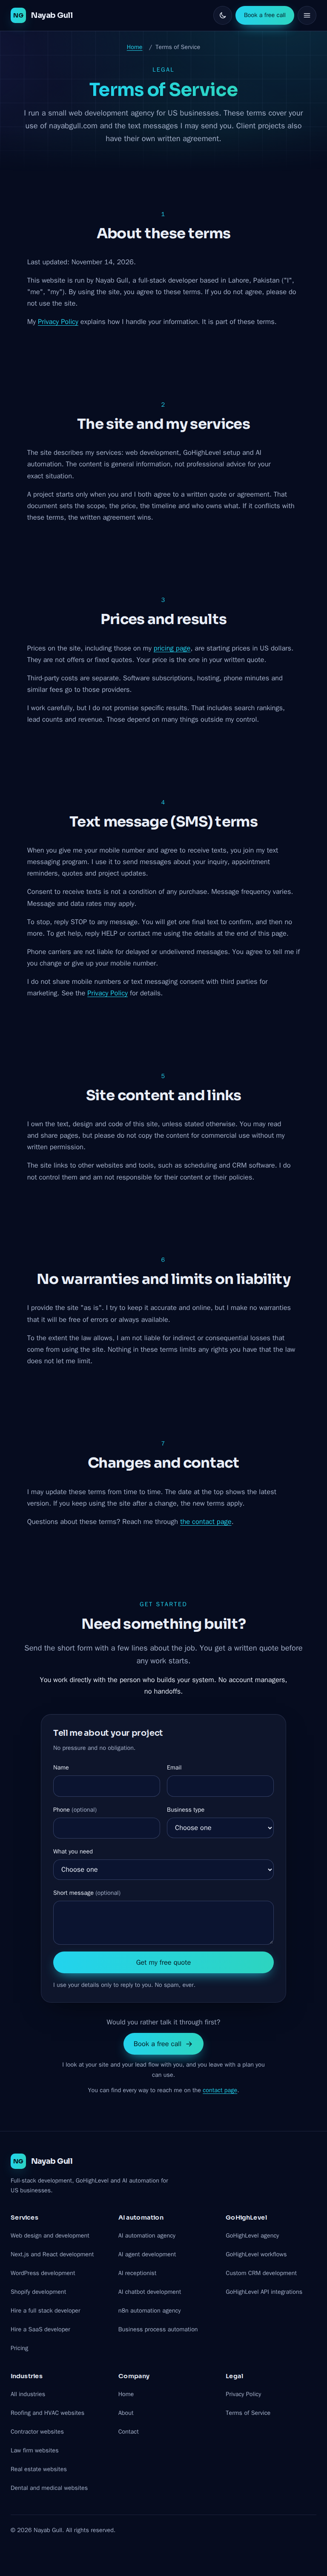 NG Nayab Gull
Book a free call
Home / Terms of Service
LEGAL
Terms of Service
I run a small web development agency for US businesses. These terms cover your
use of nayabgull.com and the text messages I may send you. Client projects also
have their own written agreement.
1
About these terms
Last updated: November 14, 2026.
This website is run by Nayab Gull, a full-stack developer based in Lahore, Pakistan ("I",
"me", "my"). By using the site, you agree to these terms. If you do not agree, please do
not use the site.
My Privacy Policy explains how I handle your information. It is part of these terms.
2
The site and my services
The site describes my services: web development, GoHighLevel setup and AI
automation. The content is general information, not professional advice for your
exact situation.
A project starts only when you and I both agree to a written quote or agreement. That
document sets the scope, the price, the timeline and who owns what. If it conflicts with
these terms, the written agreement wins.
3
Prices and results
Prices on the site, including those on my pricing page, are starting prices in US dollars.
They are not offers or fixed quotes. Your price is the one in your written quote.
Third-party costs are separate. Software subscriptions, hosting, phone minutes and
similar fees go to those providers.
I work carefully, but I do not promise specific results. That includes search rankings,
lead counts and revenue. Those depend on many things outside my control.
4
Text message (SMS) terms
When you give me your mobile number and agree to receive texts, you join my text
messaging program. I use it to send messages about your inquiry, appointment
reminders, quotes and project updates.
Consent to receive texts is not a condition of any purchase. Message frequency varies.
Message and data rates may apply.
To stop, reply STOP to any message. You will get one final text to confirm, and then no
more. To get help, reply HELP or contact me using the details at the end of this page.
Phone carriers are not liable for delayed or undelivered messages. You agree to tell me if
you change or give up your mobile number.
I do not share mobile numbers or text messaging consent with third parties for
marketing. See the Privacy Policy for details.
5
Site content and links
I own the text, design and code of this site, unless stated otherwise. You may read
and share pages, but please do not copy the content for commercial use without my
written permission.
The site links to other websites and tools, such as scheduling and CRM software. I do
not control them and am not responsible for their content or their policies.
6
No warranties and limits on liability
I provide the site "as is". I try to keep it accurate and online, but I make no warranties
that it will be free of errors or always available.
To the extent the law allows, I am not liable for indirect or consequential losses that
come from using the site. Nothing in these terms limits any rights you have that the law
does not let me limit.
7
Changes and contact
I may update these terms from time to time. The date at the top shows the latest
version. If you keep using the site after a change, the new terms apply.
Questions about these terms? Reach me through the contact page.
GET STARTED
Need something built?
Send the short form with a few lines about the job. You get a written quote before
any work starts.
You work directly with the person who builds your system. No account managers,
no handoffs.
Tell me about your project
No pressure and no obligation.
Name Email
Phone (optional) Business type
Choose one
What you need
Choose one
Short message (optional)
Get my free quote
I use your details only to reply to you. No spam, ever.
Would you rather talk it through first?
Book a free call →
I look at your site and your lead flow with you, and you leave with a plan you
can use.
You can find every way to reach me on the contact page.
NG Nayab Gull
Full-stack development, GoHighLevel and AI automation for
US businesses.
Services
Web design and development
Next.js and React development
WordPress development
Shopify development
Hire a full stack developer
Hire a SaaS developer
Pricing
AI automation
AI automation agency
AI agent development
AI receptionist
AI chatbot development
n8n automation agency
Business process automation
GoHighLevel
GoHighLevel agency
GoHighLevel workflows
Custom CRM development
GoHighLevel API integrations
Industries
All industries
Roofing and HVAC websites
Contractor websites
Law firm websites
Real estate websites
Dental and medical websites
Company
Home
About
Contact
Legal
Privacy Policy
Terms of Service
© 2026 Nayab Gull. All rights reserved.